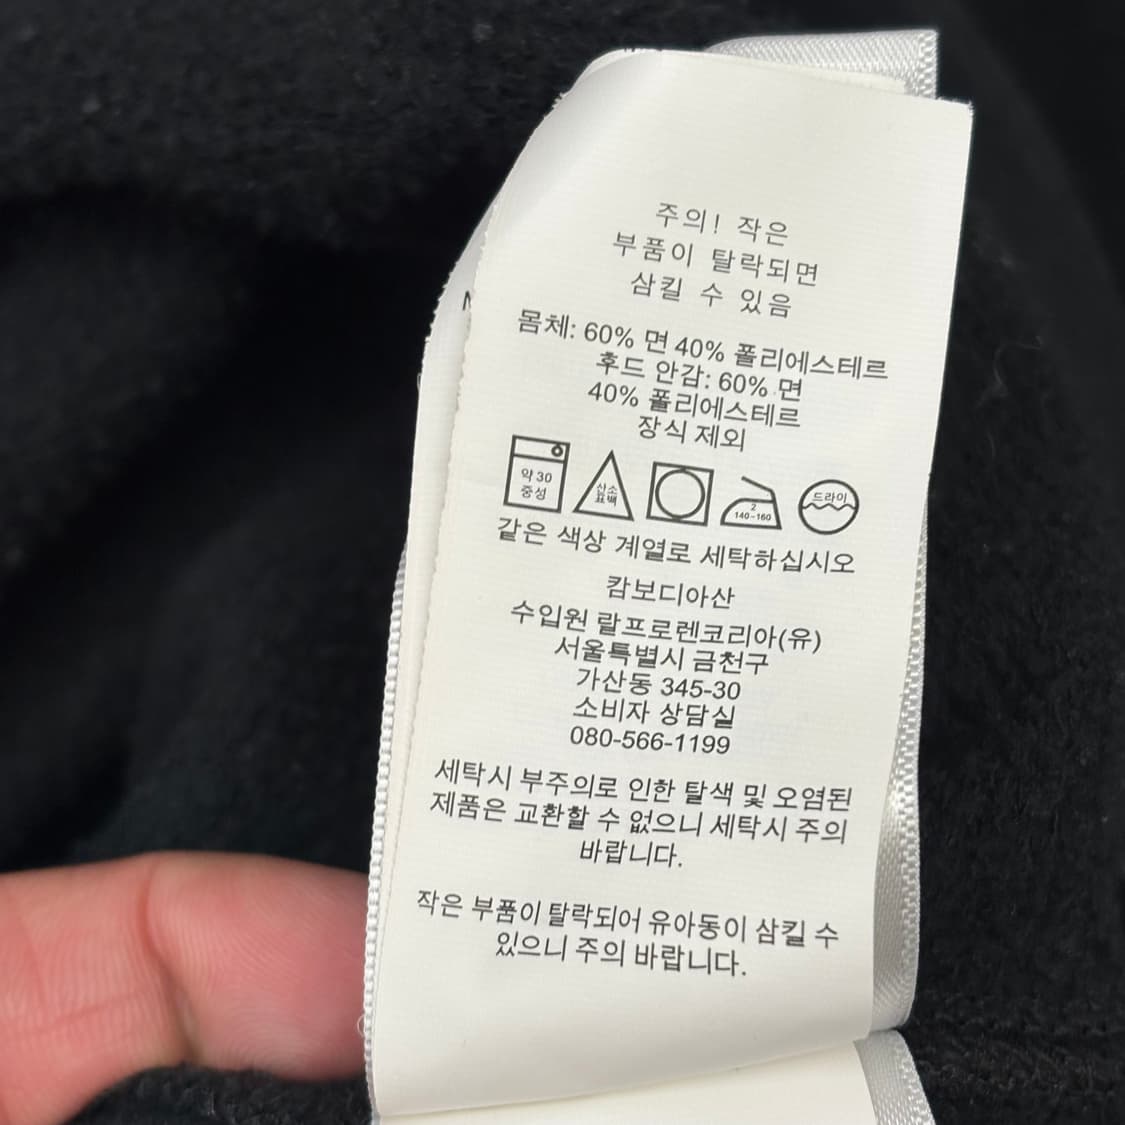 주의! 작은
부품이 탈락되면
삼킬 수 있음
몸체: 60% 면 40% 폴리에스테르
후드 안감: 60% 면
40% 폴리에스테르
장식 제외
약 30
중성
산소
표백
2
140-160
드라이
같은 색상 계열로 세탁하십시오
캄보디아산
수입원 랄프로렌코리아(유)
서울특별시 금천구
가산동 345-30
소비자 상담실
080-566-1199
세탁시 부주의로 인한 탈색 및 오염된
제품은 교환할 수 없으니 세탁시 주의
바랍니다.
작은 부품이 탈락되어 유아동이 삼킬 수
있으니 주의 바랍니다.